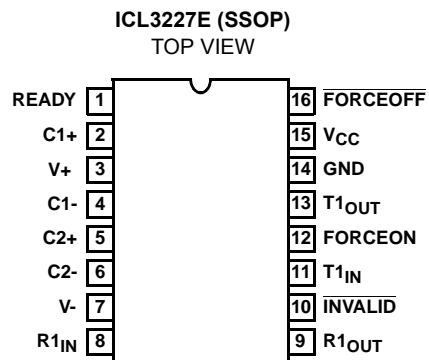 ICL3227E (SSOP)
TOP VIEW
READY 1 16 FORCEOFF
C1+ 2 15 VCC
V+ 3 14 GND
C1- 4 13 T1OUT
C2+ 5 12 FORCEON
C2- 6 11 T1IN
V- 7 10 INVALID
R1IN 8 9 R1OUT